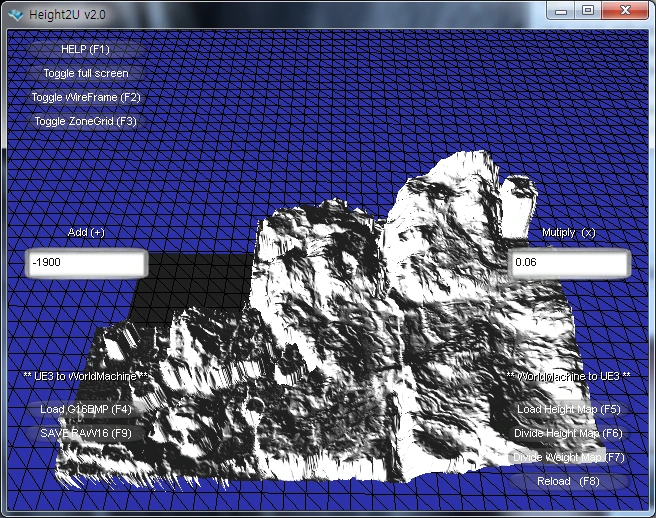 Height2U v2.0
HELP (F1)
Toggle full screen
Toggle WireFrame (F2)
Toggle ZoneGrid (F3)
Add (+)
-1900
Mutiply (x)
0.06
** UE3 to WorldMachine **
Load G16BMP (F4)
SAVE RAW16 (F9)
** WorldMachine to UE3 **
Load Height Map (F5)
Divide Height Map (F6)
Divide Weight Map (F7)
Reload (F8)